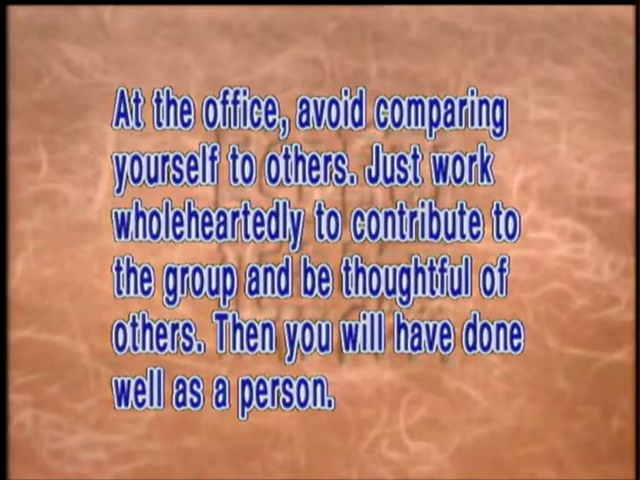 At the office, avoid comparing
yourself to others. Just work
wholeheartedly to contribute to
the group and be thoughtful of
others. Then you will have done
well as a person.